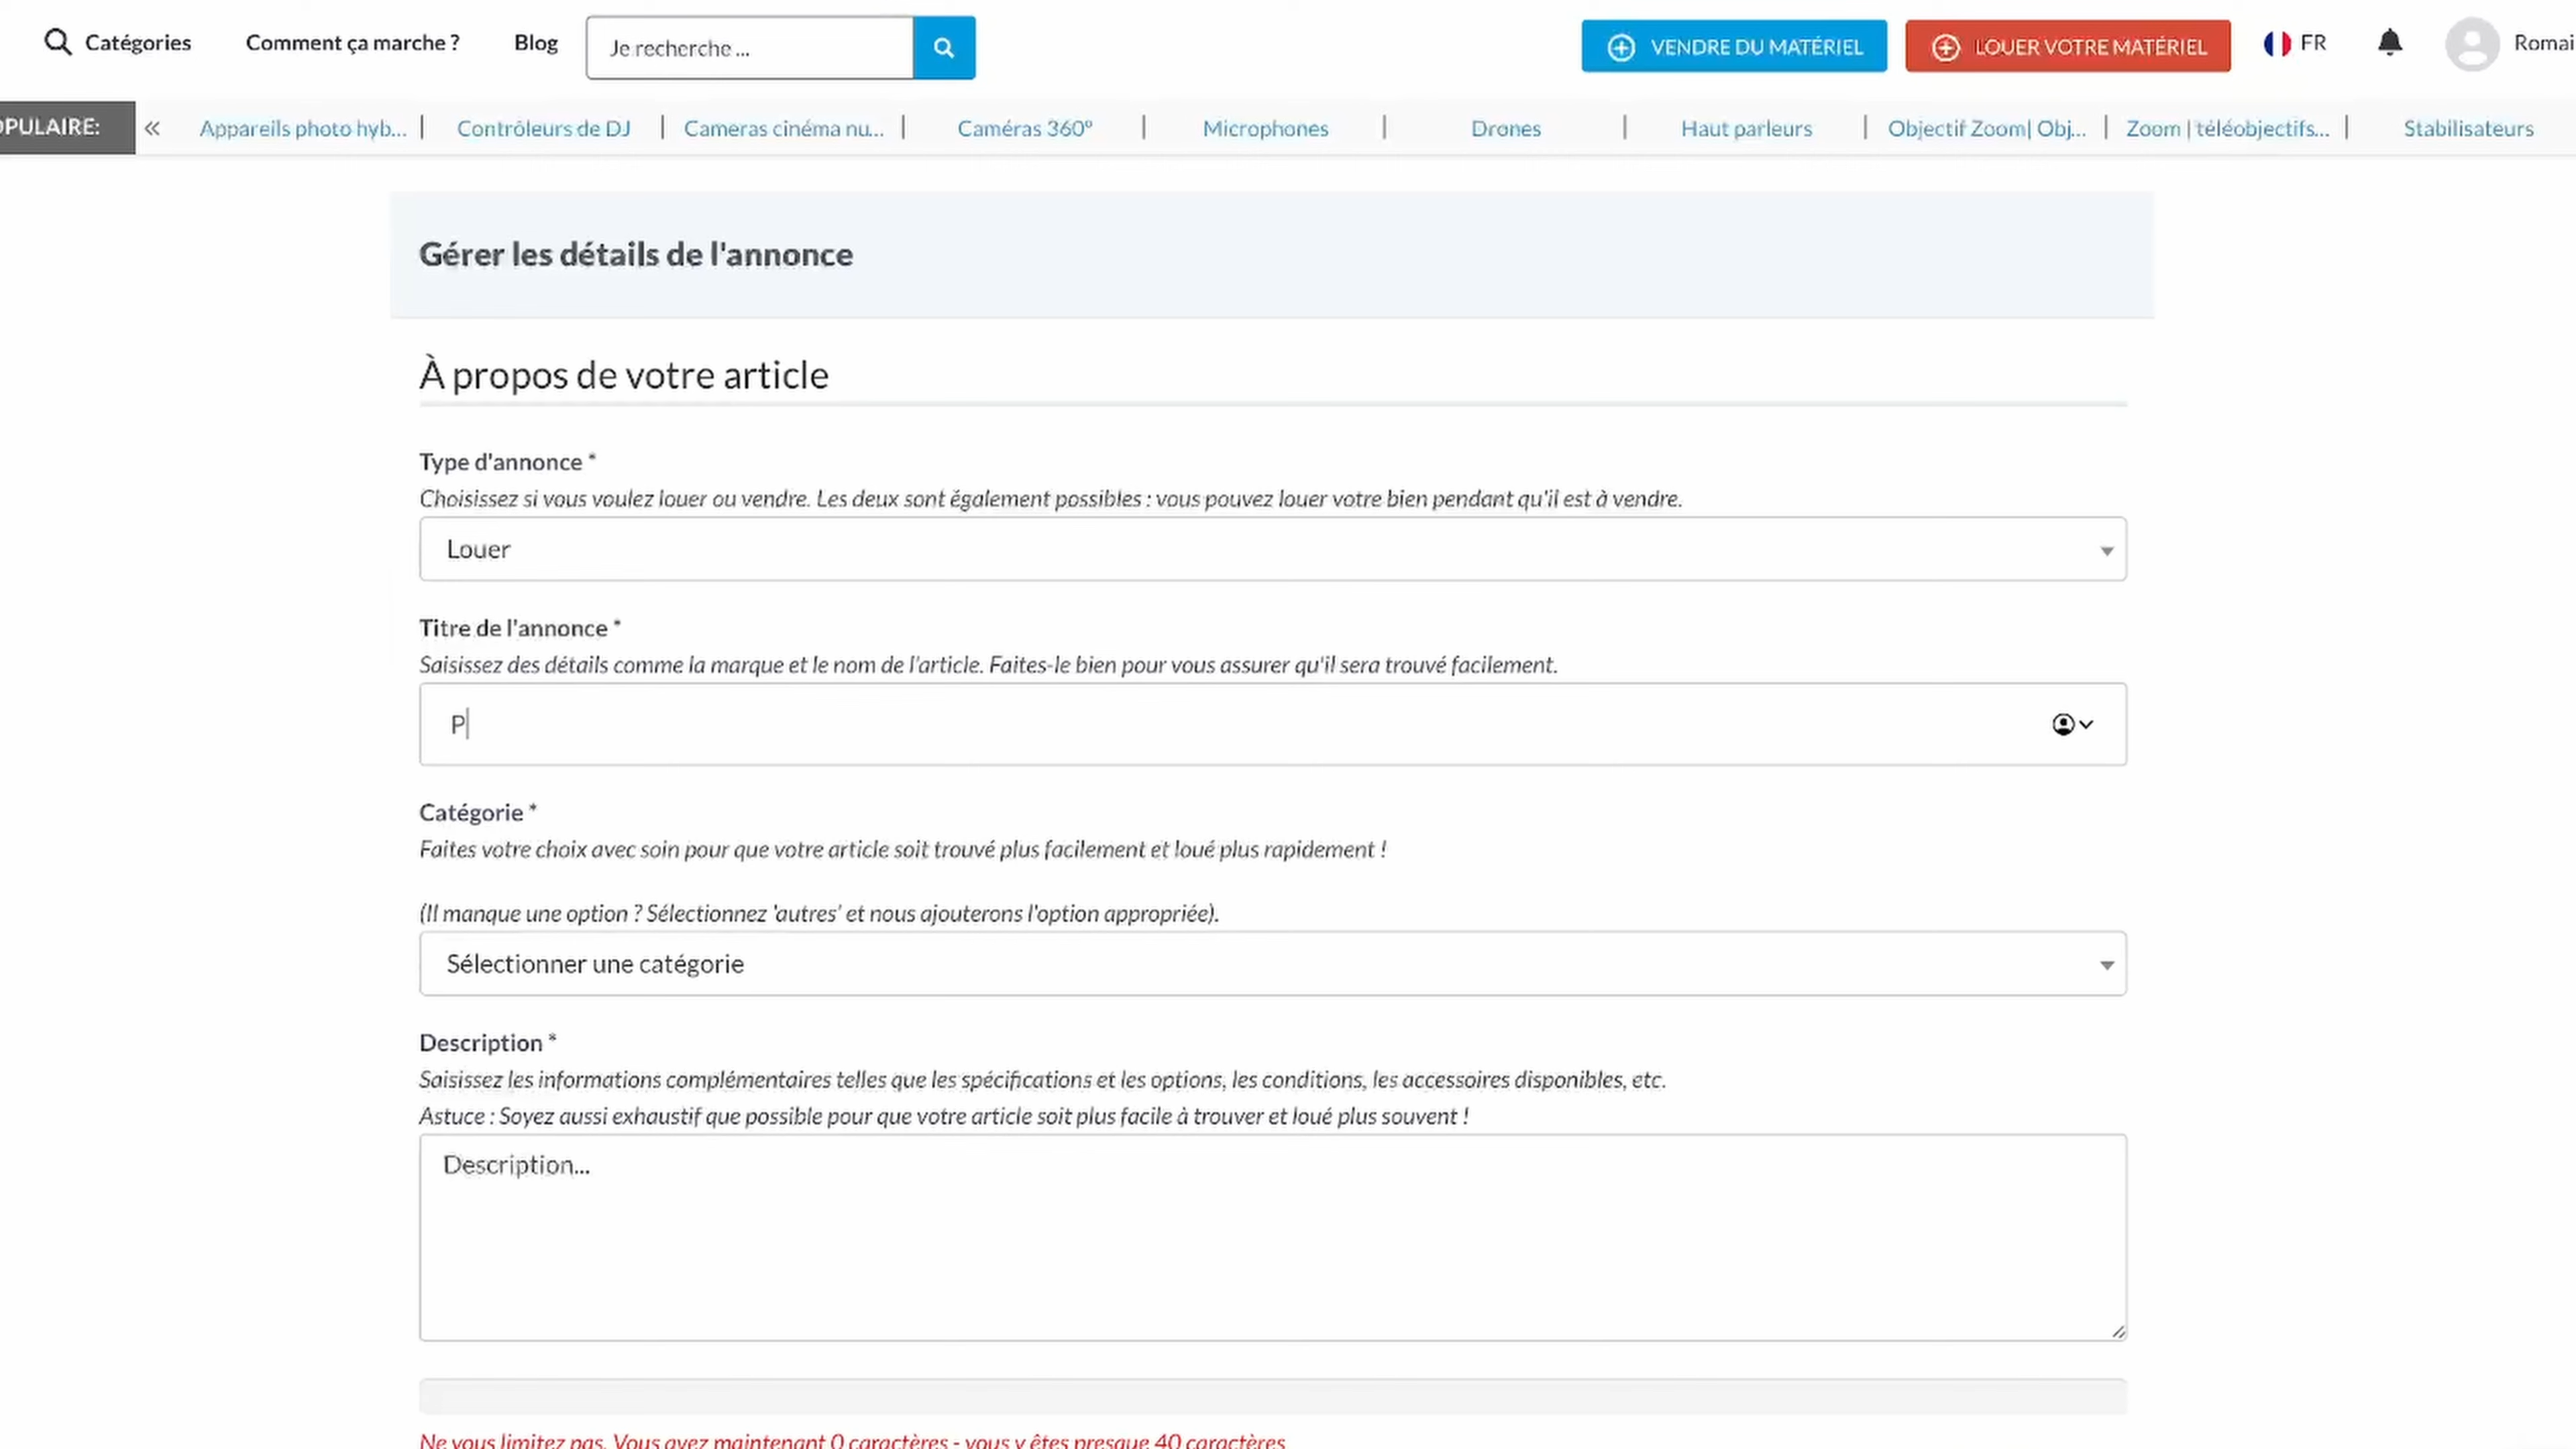 Catégories Comment ça marche ? Blog Je recherche ... VENDRE DU MATÉRIEL LOUER VOTRE MATÉRIEL FR Romai
OPULAIRE: « Appareils photo hyb... | Contrôleurs de DJ | Cameras cinéma nu... | Caméras 360° | Microphones | Drones | Haut parleurs | Objectif Zoom| Obj... | Zoom | téléobjectifs... | Stabilisateurs
Gérer les détails de l'annonce
À propos de votre article
Type d'annonce *
Choisissez si vous voulez louer ou vendre. Les deux sont également possibles : vous pouvez louer votre bien pendant qu'il est à vendre.
Louer
Titre de l'annonce *
Saisissez des détails comme la marque et le nom de l'article. Faites-le bien pour vous assurer qu'il sera trouvé facilement.
P
Catégorie *
Faites votre choix avec soin pour que votre article soit trouvé plus facilement et loué plus rapidement !
(Il manque une option ? Sélectionnez 'autres' et nous ajouterons l'option appropriée).
Sélectionner une catégorie
Description *
Saisissez les informations complémentaires telles que les spécifications et les options, les conditions, les accessoires disponibles, etc.
Astuce : Soyez aussi exhaustif que possible pour que votre article soit plus facile à trouver et loué plus souvent !
Description...
Ne vous limitez pas. Vous avez maintenant 0 caractères - vous y êtes presque 40 caractères